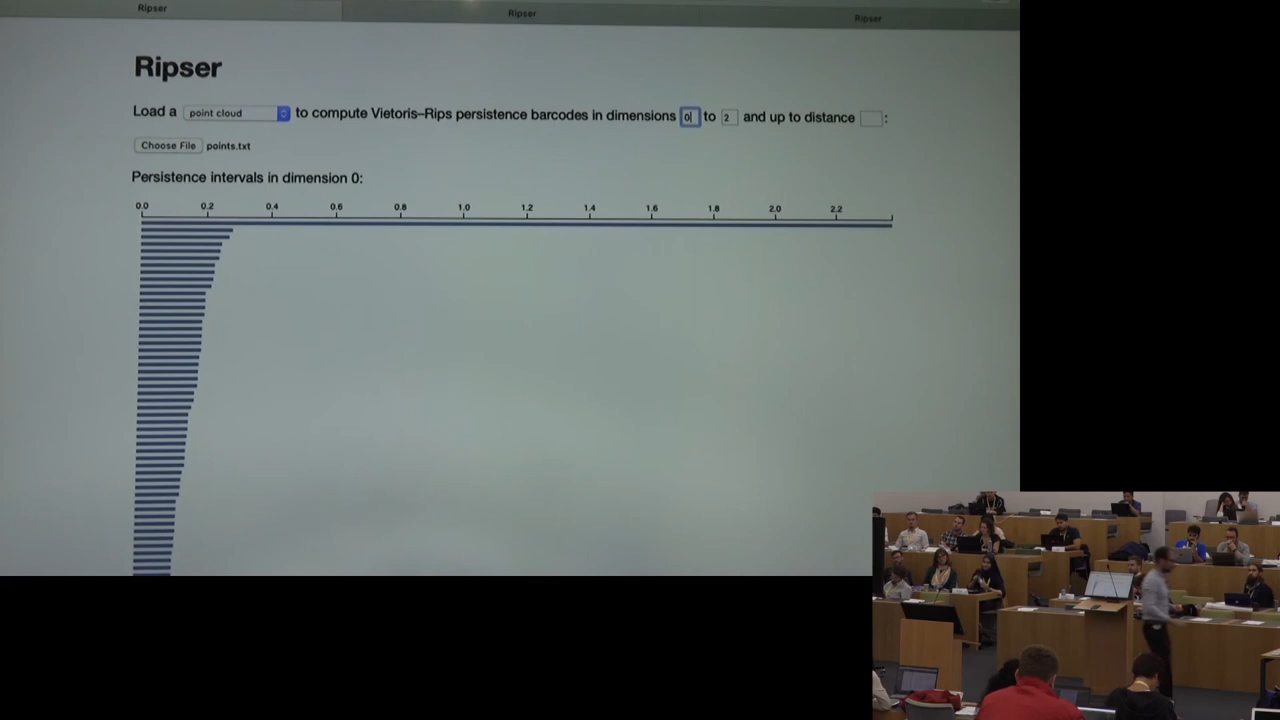 Ripser Ripser Ripser
Ripser
Load a point cloud to compute Vietoris–Rips persistence barcodes in dimensions 0 to 2 and up to distance :
Choose File points.txt
Persistence intervals in dimension 0:
0.0 0.2 0.4 0.6 0.8 1.0 1.2 1.4 1.6 1.8 2.0 2.2